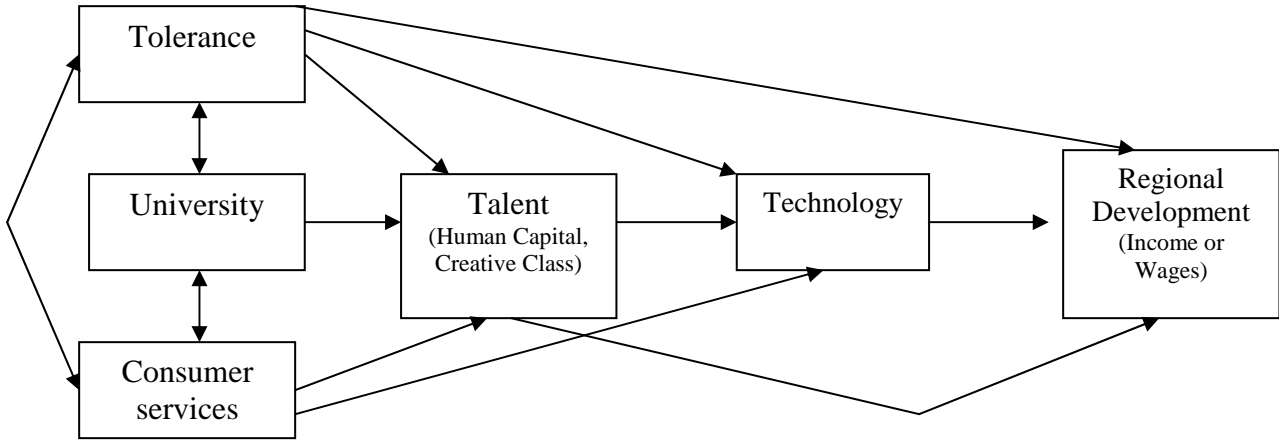 Tolerance
University
Consumer
services
Talent
(Human Capital,
Creative Class)
Technology
Regional
Development
(Income or
Wages)